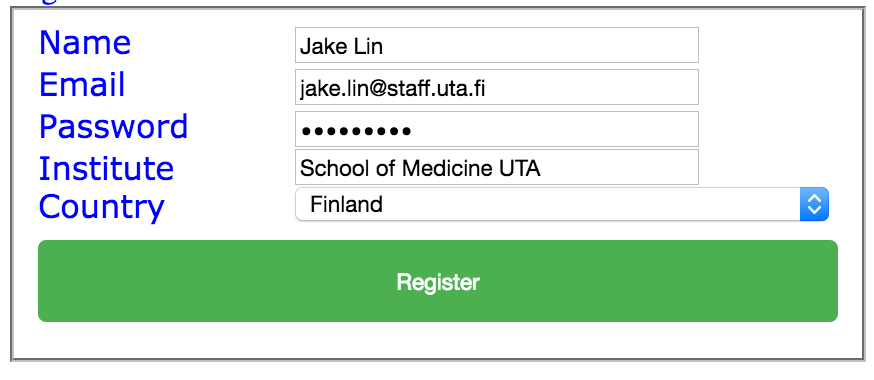 Name Jake Lin
Email jake.lin@staff.uta.fi
Password •••••••••
Institute School of Medicine UTA
Country Finland
Register